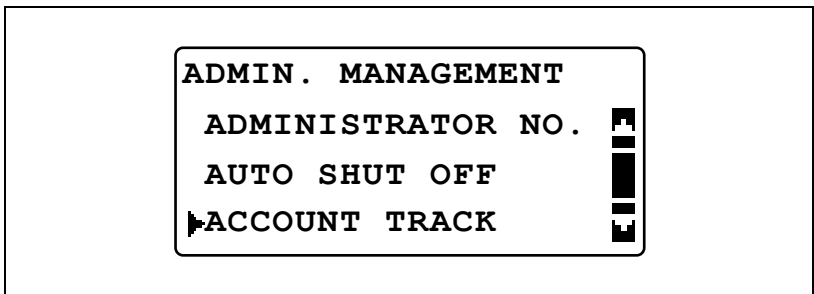 ADMIN. MANAGEMENT
ADMINISTRATOR NO.
AUTO SHUT OFF
ACCOUNT TRACK